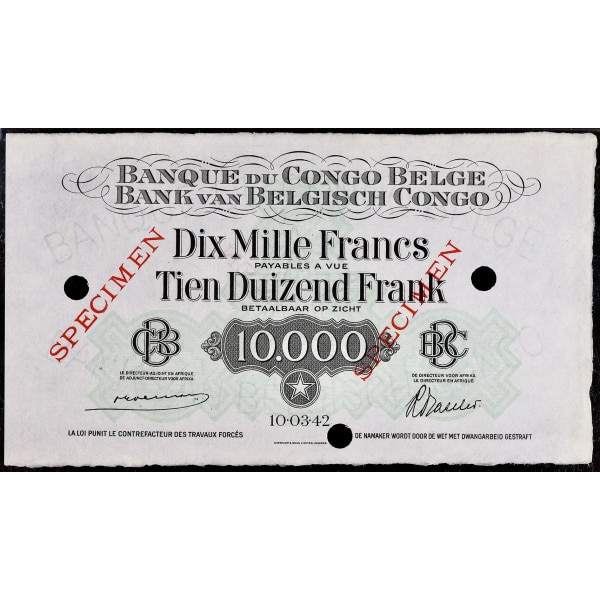 BANQUE DU CONGO BELGE
BANK VAN BELGISCH CONGO
DIX MILLE FRANCS
PAYABLES A VUE
TIEN DUIZEND FRANK
BETAALBAAR OP ZICHT
SPECIMEN
SPECIMEN
BCB
10.000
BBC
LE DIRECTEUR-ADJOINT EN AFRIQUE
DE ADJUNCT-DIRECTEUR VOOR AFRIKA
DE DIRECTEUR VOOR AFRIKA
LE DIRECTEUR EN AFRIQUE
10·03·42
LA LOI PUNIT LE CONTREFACTEUR DES TRAVAUX FORCÉS
DE NAMAKER WORDT DOOR DE WET MET DWANGARBEID GESTRAFT